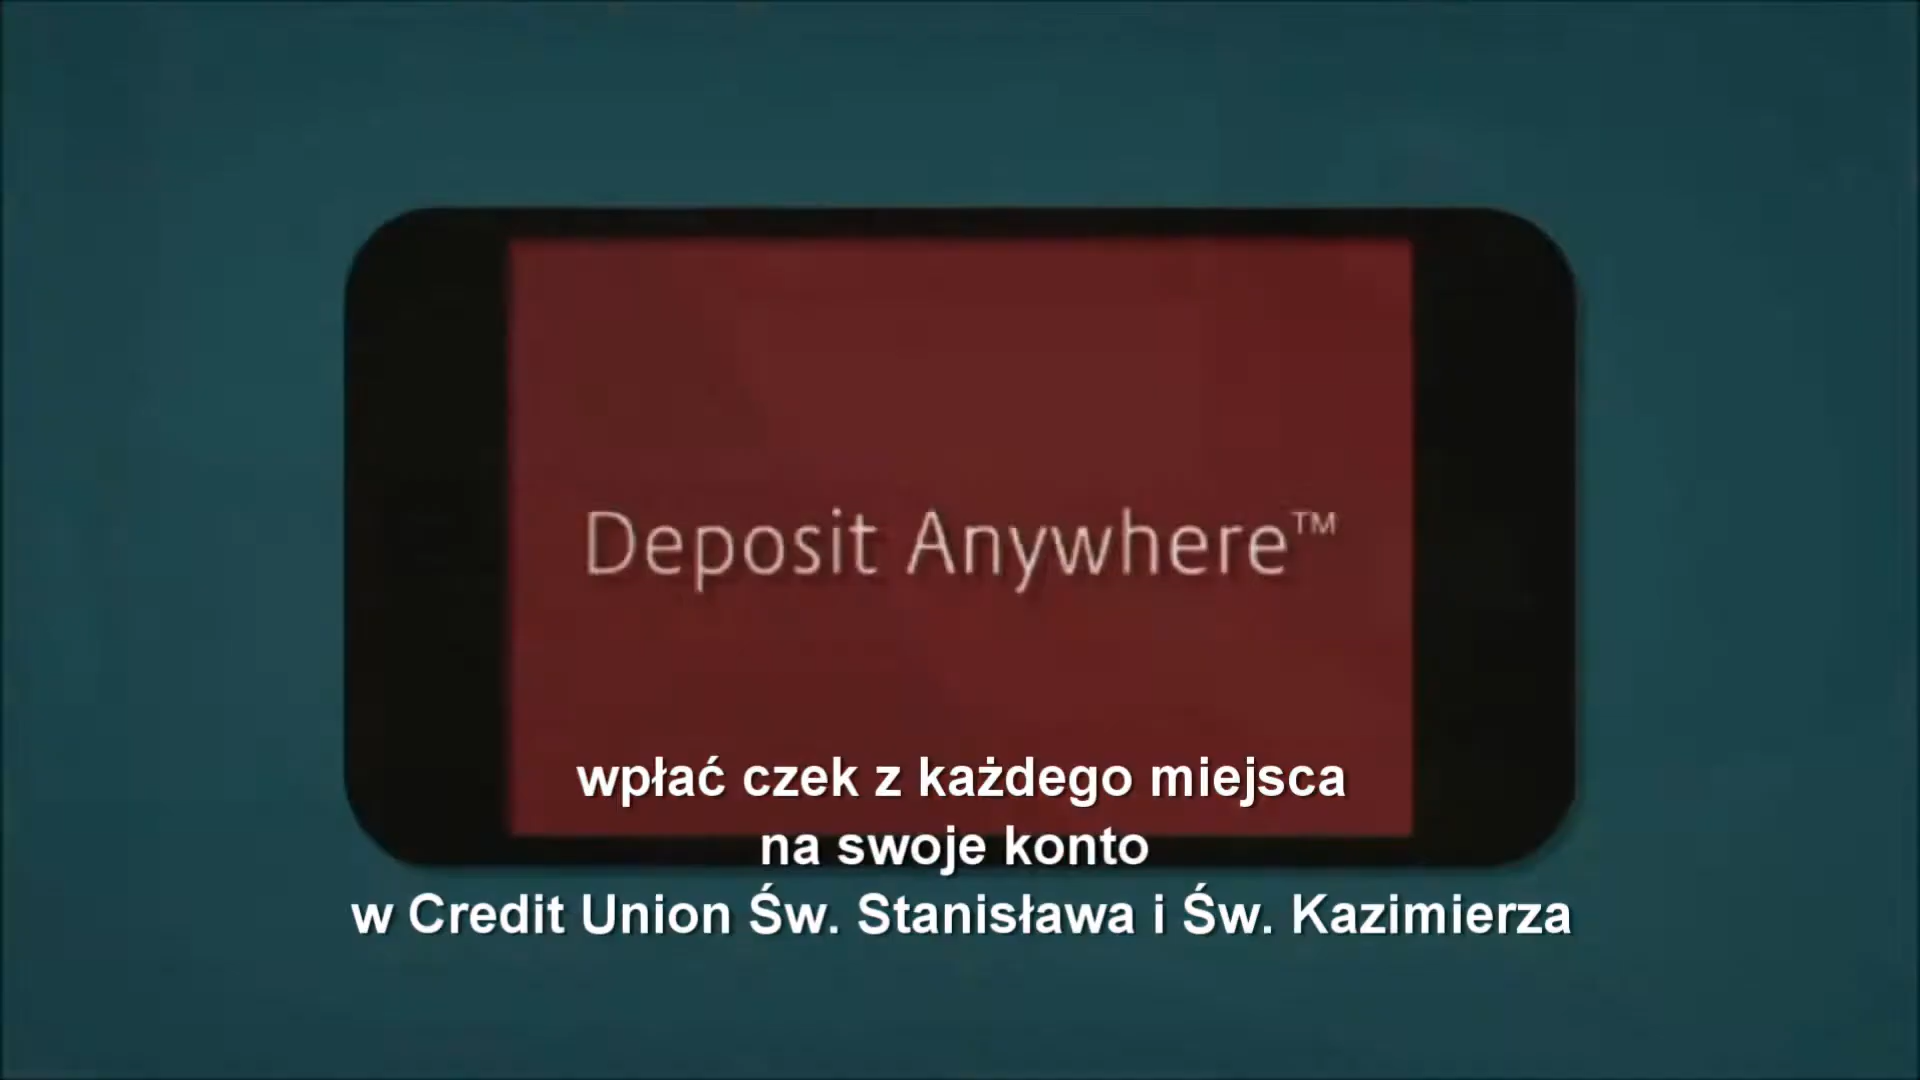 Deposit Anywhere™
wpłać czek z każdego miejsca
na swoje konto
w Credit Union Św. Stanisława i Św. Kazimierza